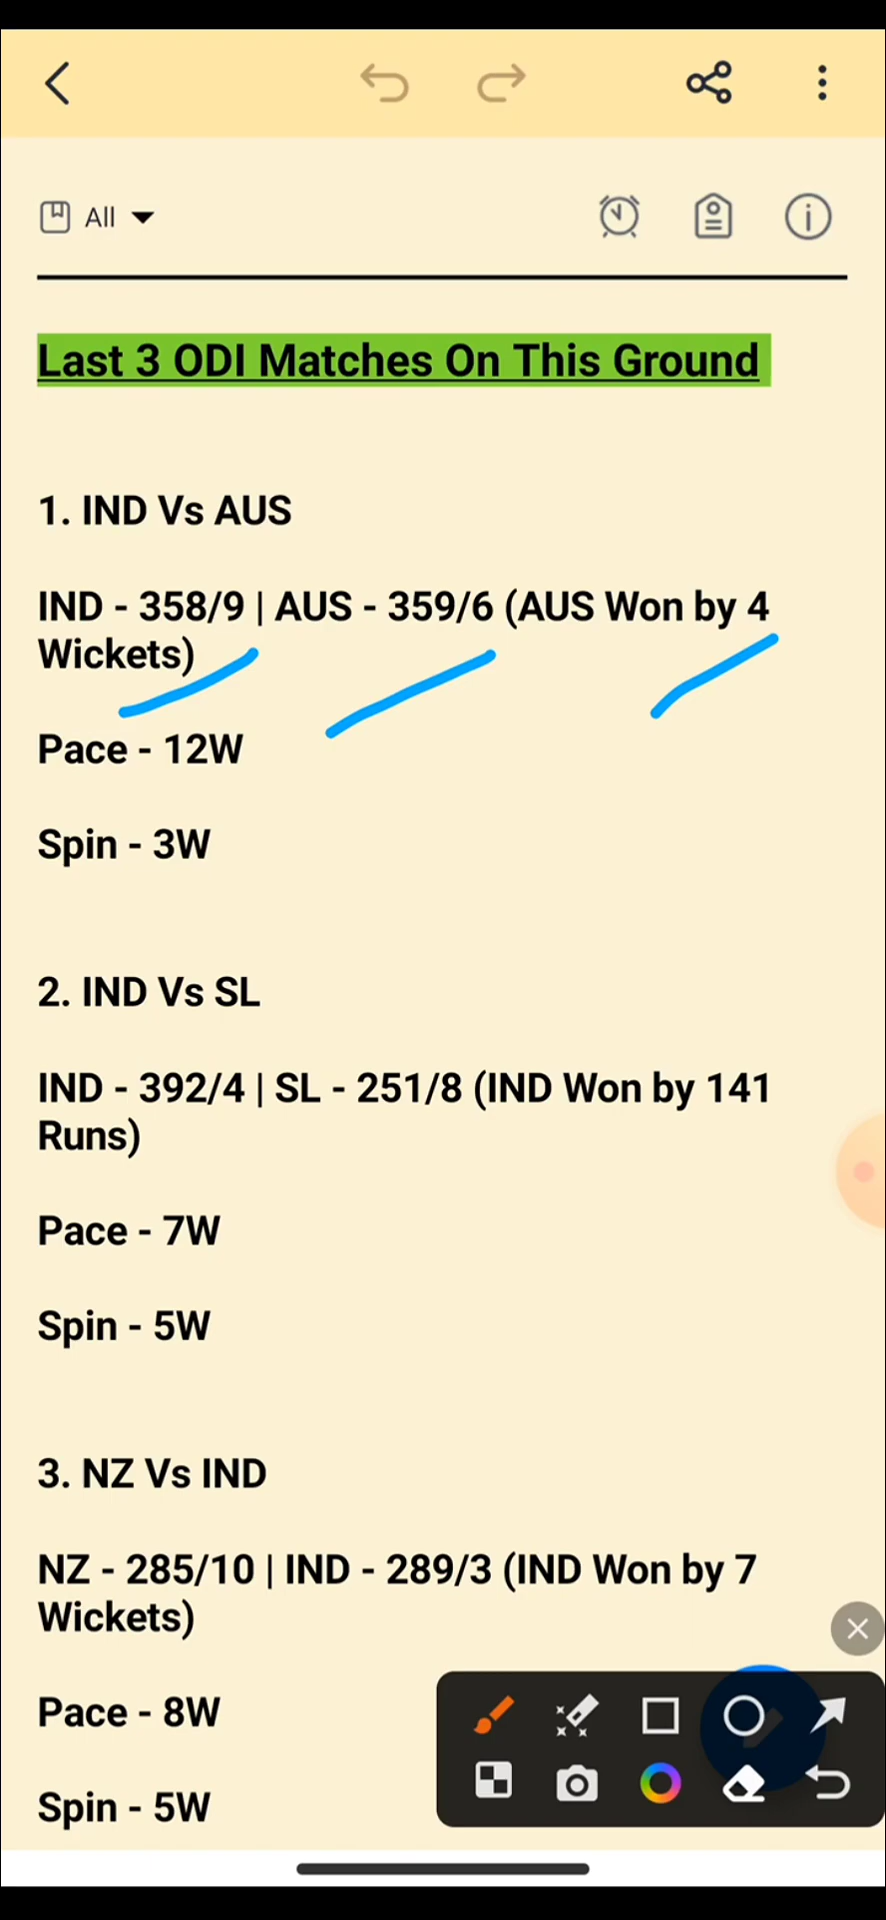 All
Last 3 ODI Matches On This Ground
1. IND Vs AUS
IND - 358/9 | AUS - 359/6 (AUS Won by 4
Wickets)
Pace - 12W
Spin - 3W
2. IND Vs SL
IND - 392/4 | SL - 251/8 (IND Won by 141
Runs)
Pace - 7W
Spin - 5W
3. NZ Vs IND
NZ - 285/10 | IND - 289/3 (IND Won by 7
Wickets)
Pace - 8W
Spin - 5W